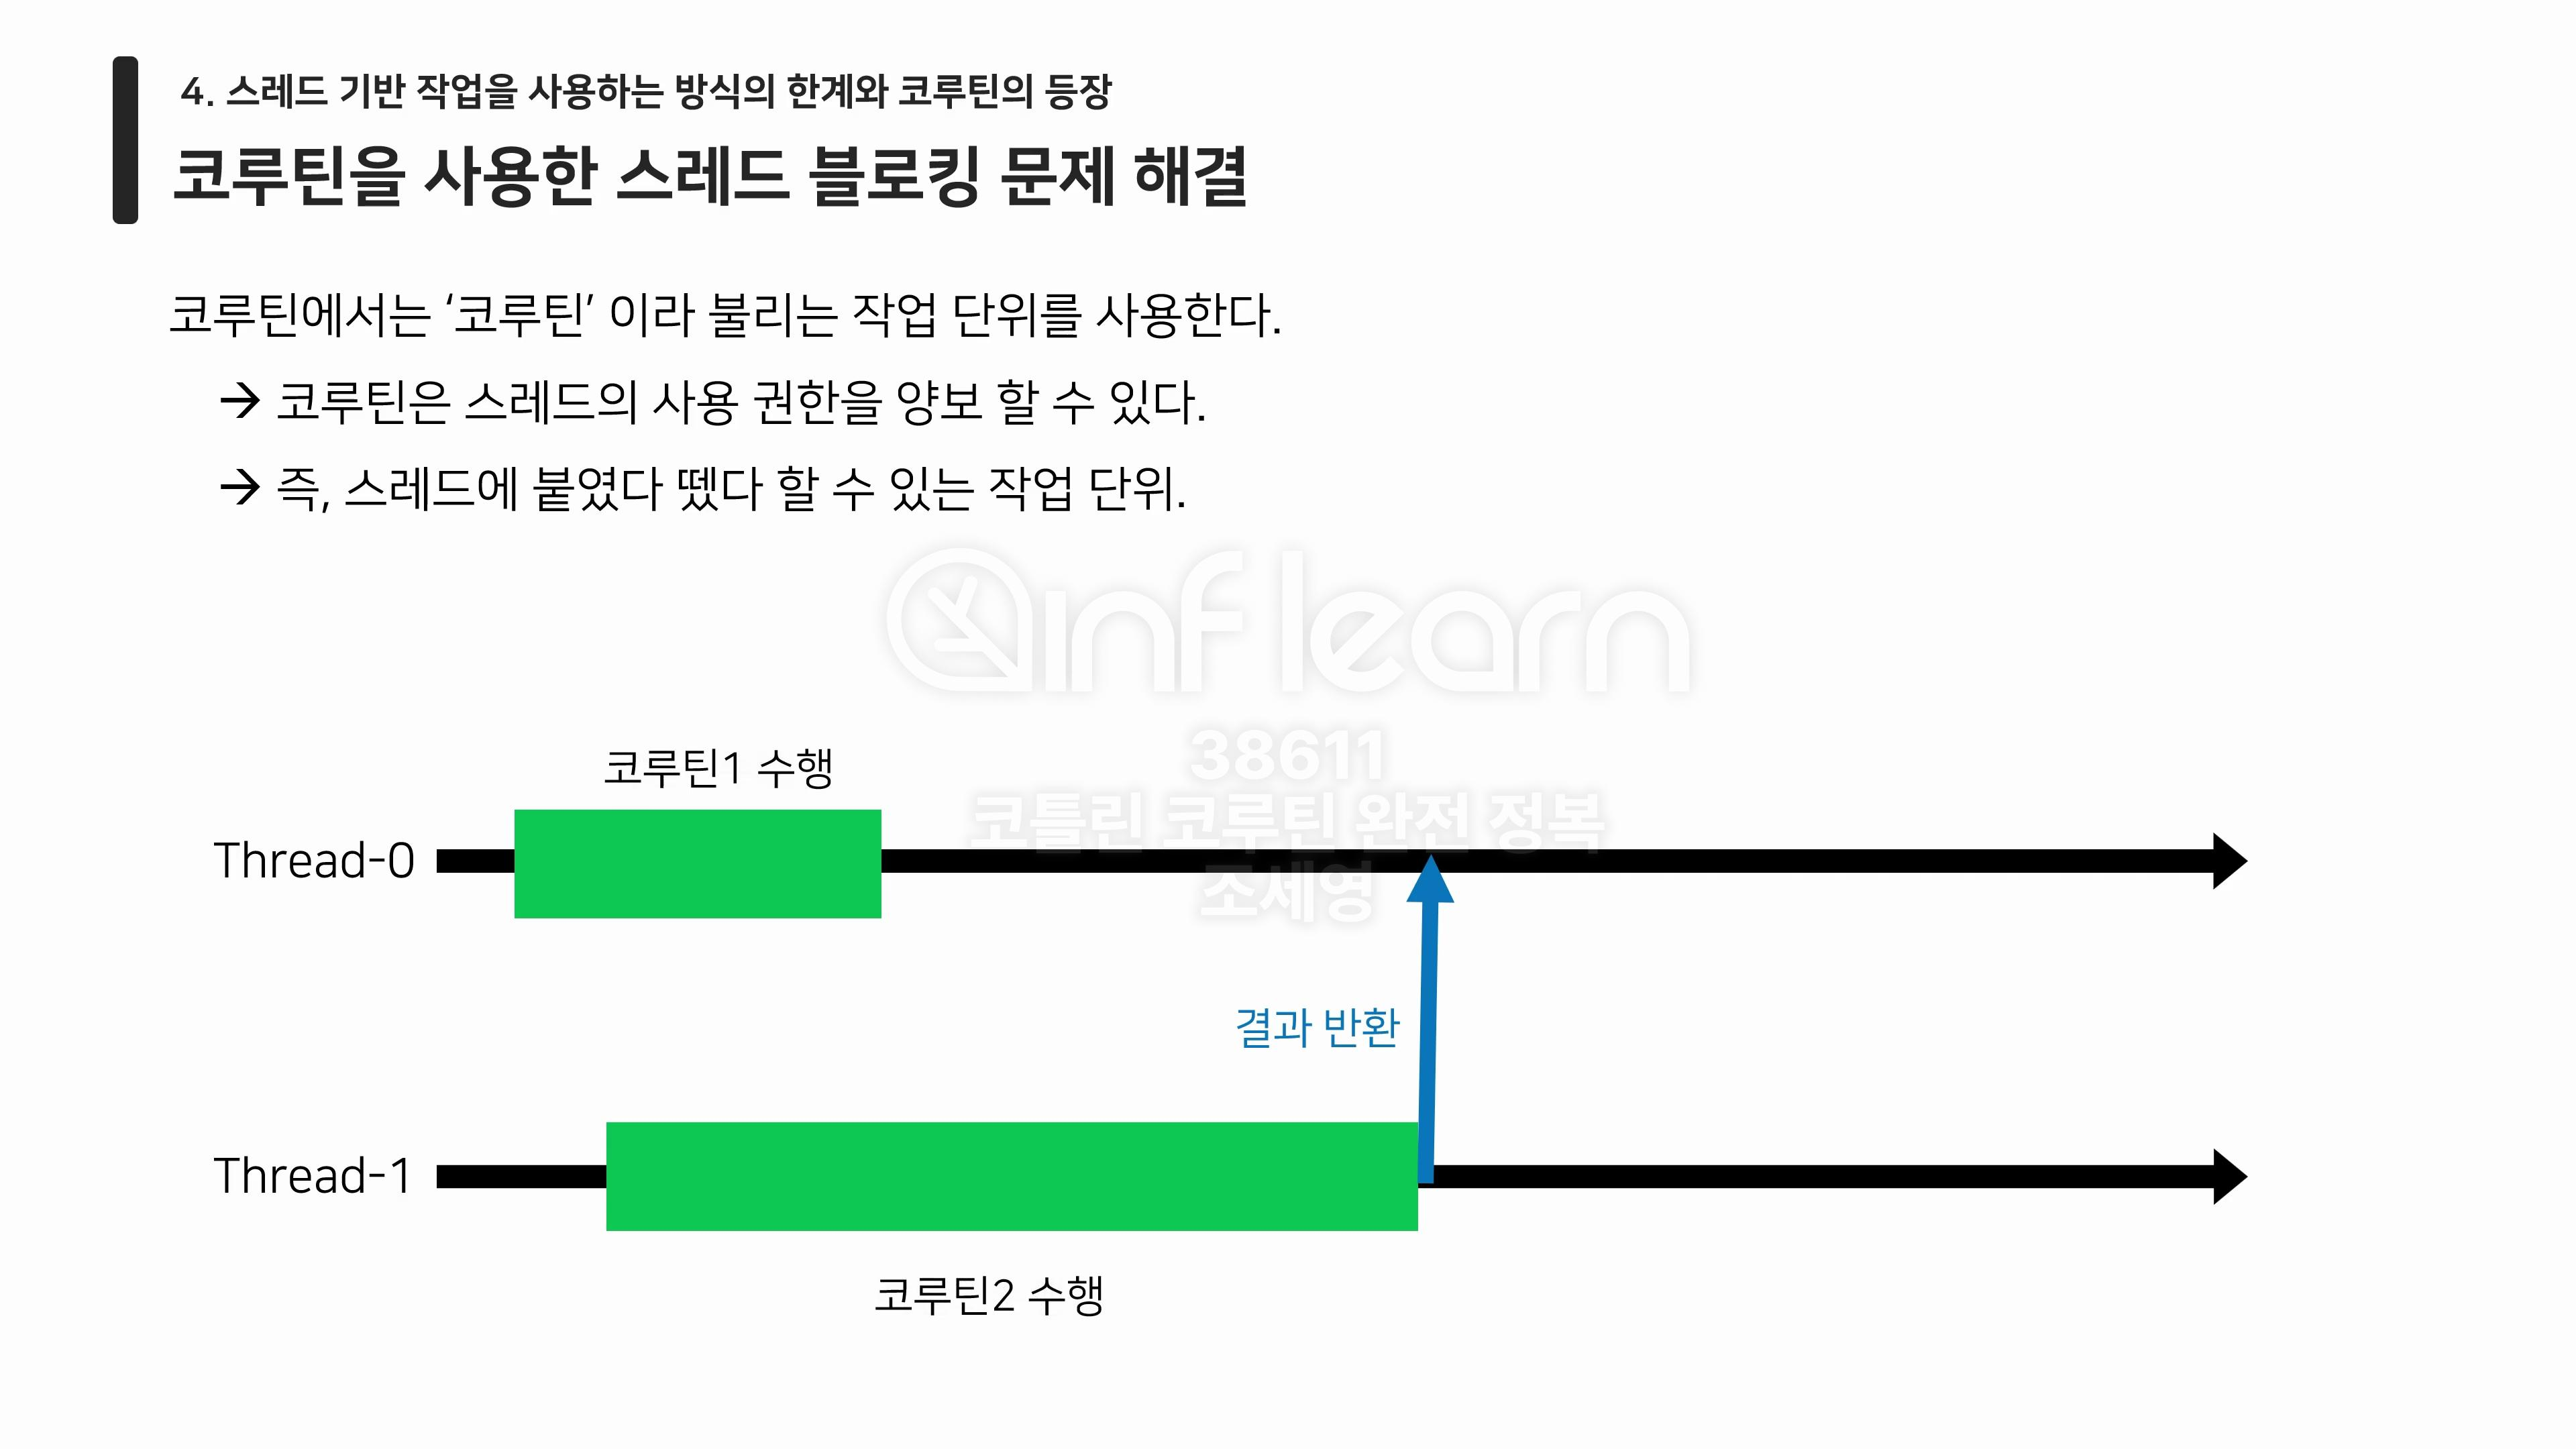 4. 스레드 기반 작업을 사용하는 방식의 한계와 코루틴의 등장
코루틴을 사용한 스레드 블로킹 문제 해결
코루틴에서는 ‘코루틴’ 이라 불리는 작업 단위를 사용한다.
→ 코루틴은 스레드의 사용 권한을 양보 할 수 있다.
→ 즉, 스레드에 붙였다 뗐다 할 수 있는 작업 단위.
inflearn
38611
코틀린 코루틴 완전 정복
조세영
코루틴1 수행
Thread-0
결과 반환
Thread-1
코루틴2 수행